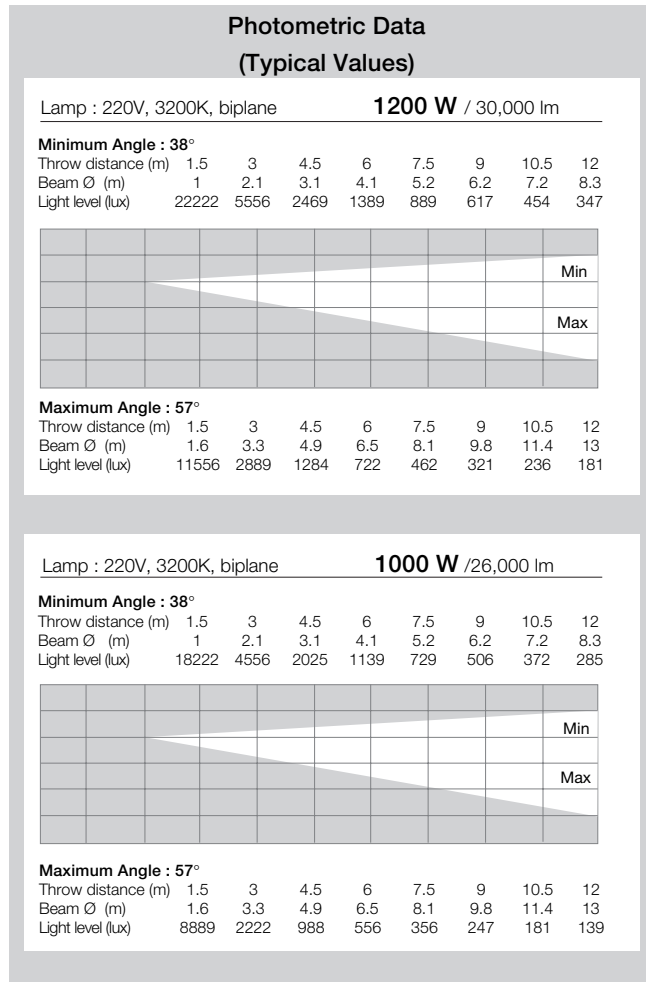 Photometric Data
(Typical Values)
Lamp : 220V, 3200K, biplane 1200 W / 30,000 lm
Minimum Angle : 38°
Throw distance (m) 1.5 3 4.5 6 7.5 9 10.5 12
Beam Ø (m) 1 2.1 3.1 4.1 5.2 6.2 7.2 8.3
Light level (lux) 22222 5556 2469 1389 889 617 454 347
Min
Max
Maximum Angle : 57°
Throw distance (m) 1.5 3 4.5 6 7.5 9 10.5 12
Beam Ø (m) 1.6 3.3 4.9 6.5 8.1 9.8 11.4 13
Light level (lux) 11556 2889 1284 722 462 321 236 181
Lamp : 220V, 3200K, biplane 1000 W /26,000 lm
Minimum Angle : 38°
Throw distance (m) 1.5 3 4.5 6 7.5 9 10.5 12
Beam Ø (m) 1 2.1 3.1 4.1 5.2 6.2 7.2 8.3
Light level (lux) 18222 4556 2025 1139 729 506 372 285
Min
Max
Maximum Angle : 57°
Throw distance (m) 1.5 3 4.5 6 7.5 9 10.5 12
Beam Ø (m) 1.6 3.3 4.9 6.5 8.1 9.8 11.4 13
Light level (lux) 8889 2222 988 556 356 247 181 139